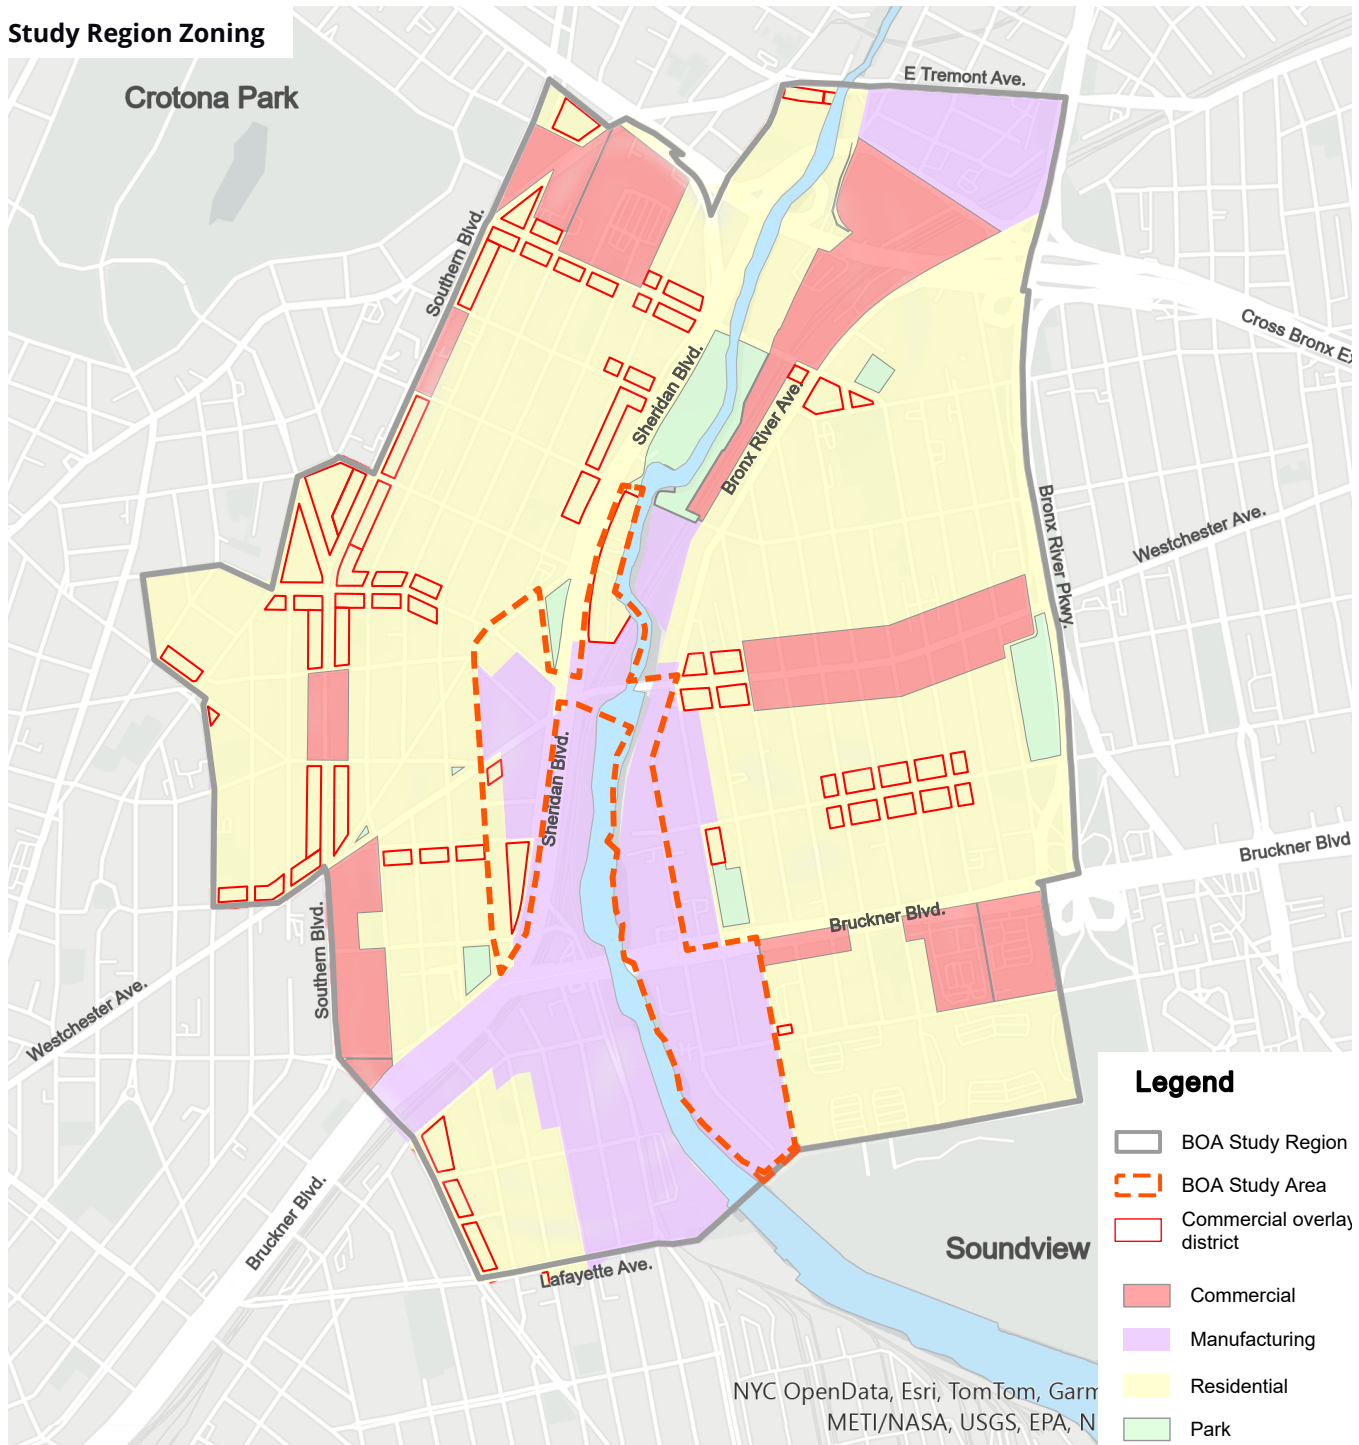 Study Region Zoning
E Tremont Ave.
Crotona Park
Southern Blvd.
Cross Bronx Ex
Sheridan Blvd.
Bronx River Ave.
Bronx River Pkwy.
Westchester Ave.
Sheridan Blvd.
Bruckner Blvd
Bruckner Blvd.
Southern Blvd.
Westchester Ave.
Bruckner Blvd.
Lafayette Ave.
Soundview
Legend
BOA Study Region
BOA Study Area
Commercial overlay
district
Commercial
Manufacturing
Residential
Park
NYC OpenData, Esri, TomTom, Garm
METI/NASA, USGS, EPA, N